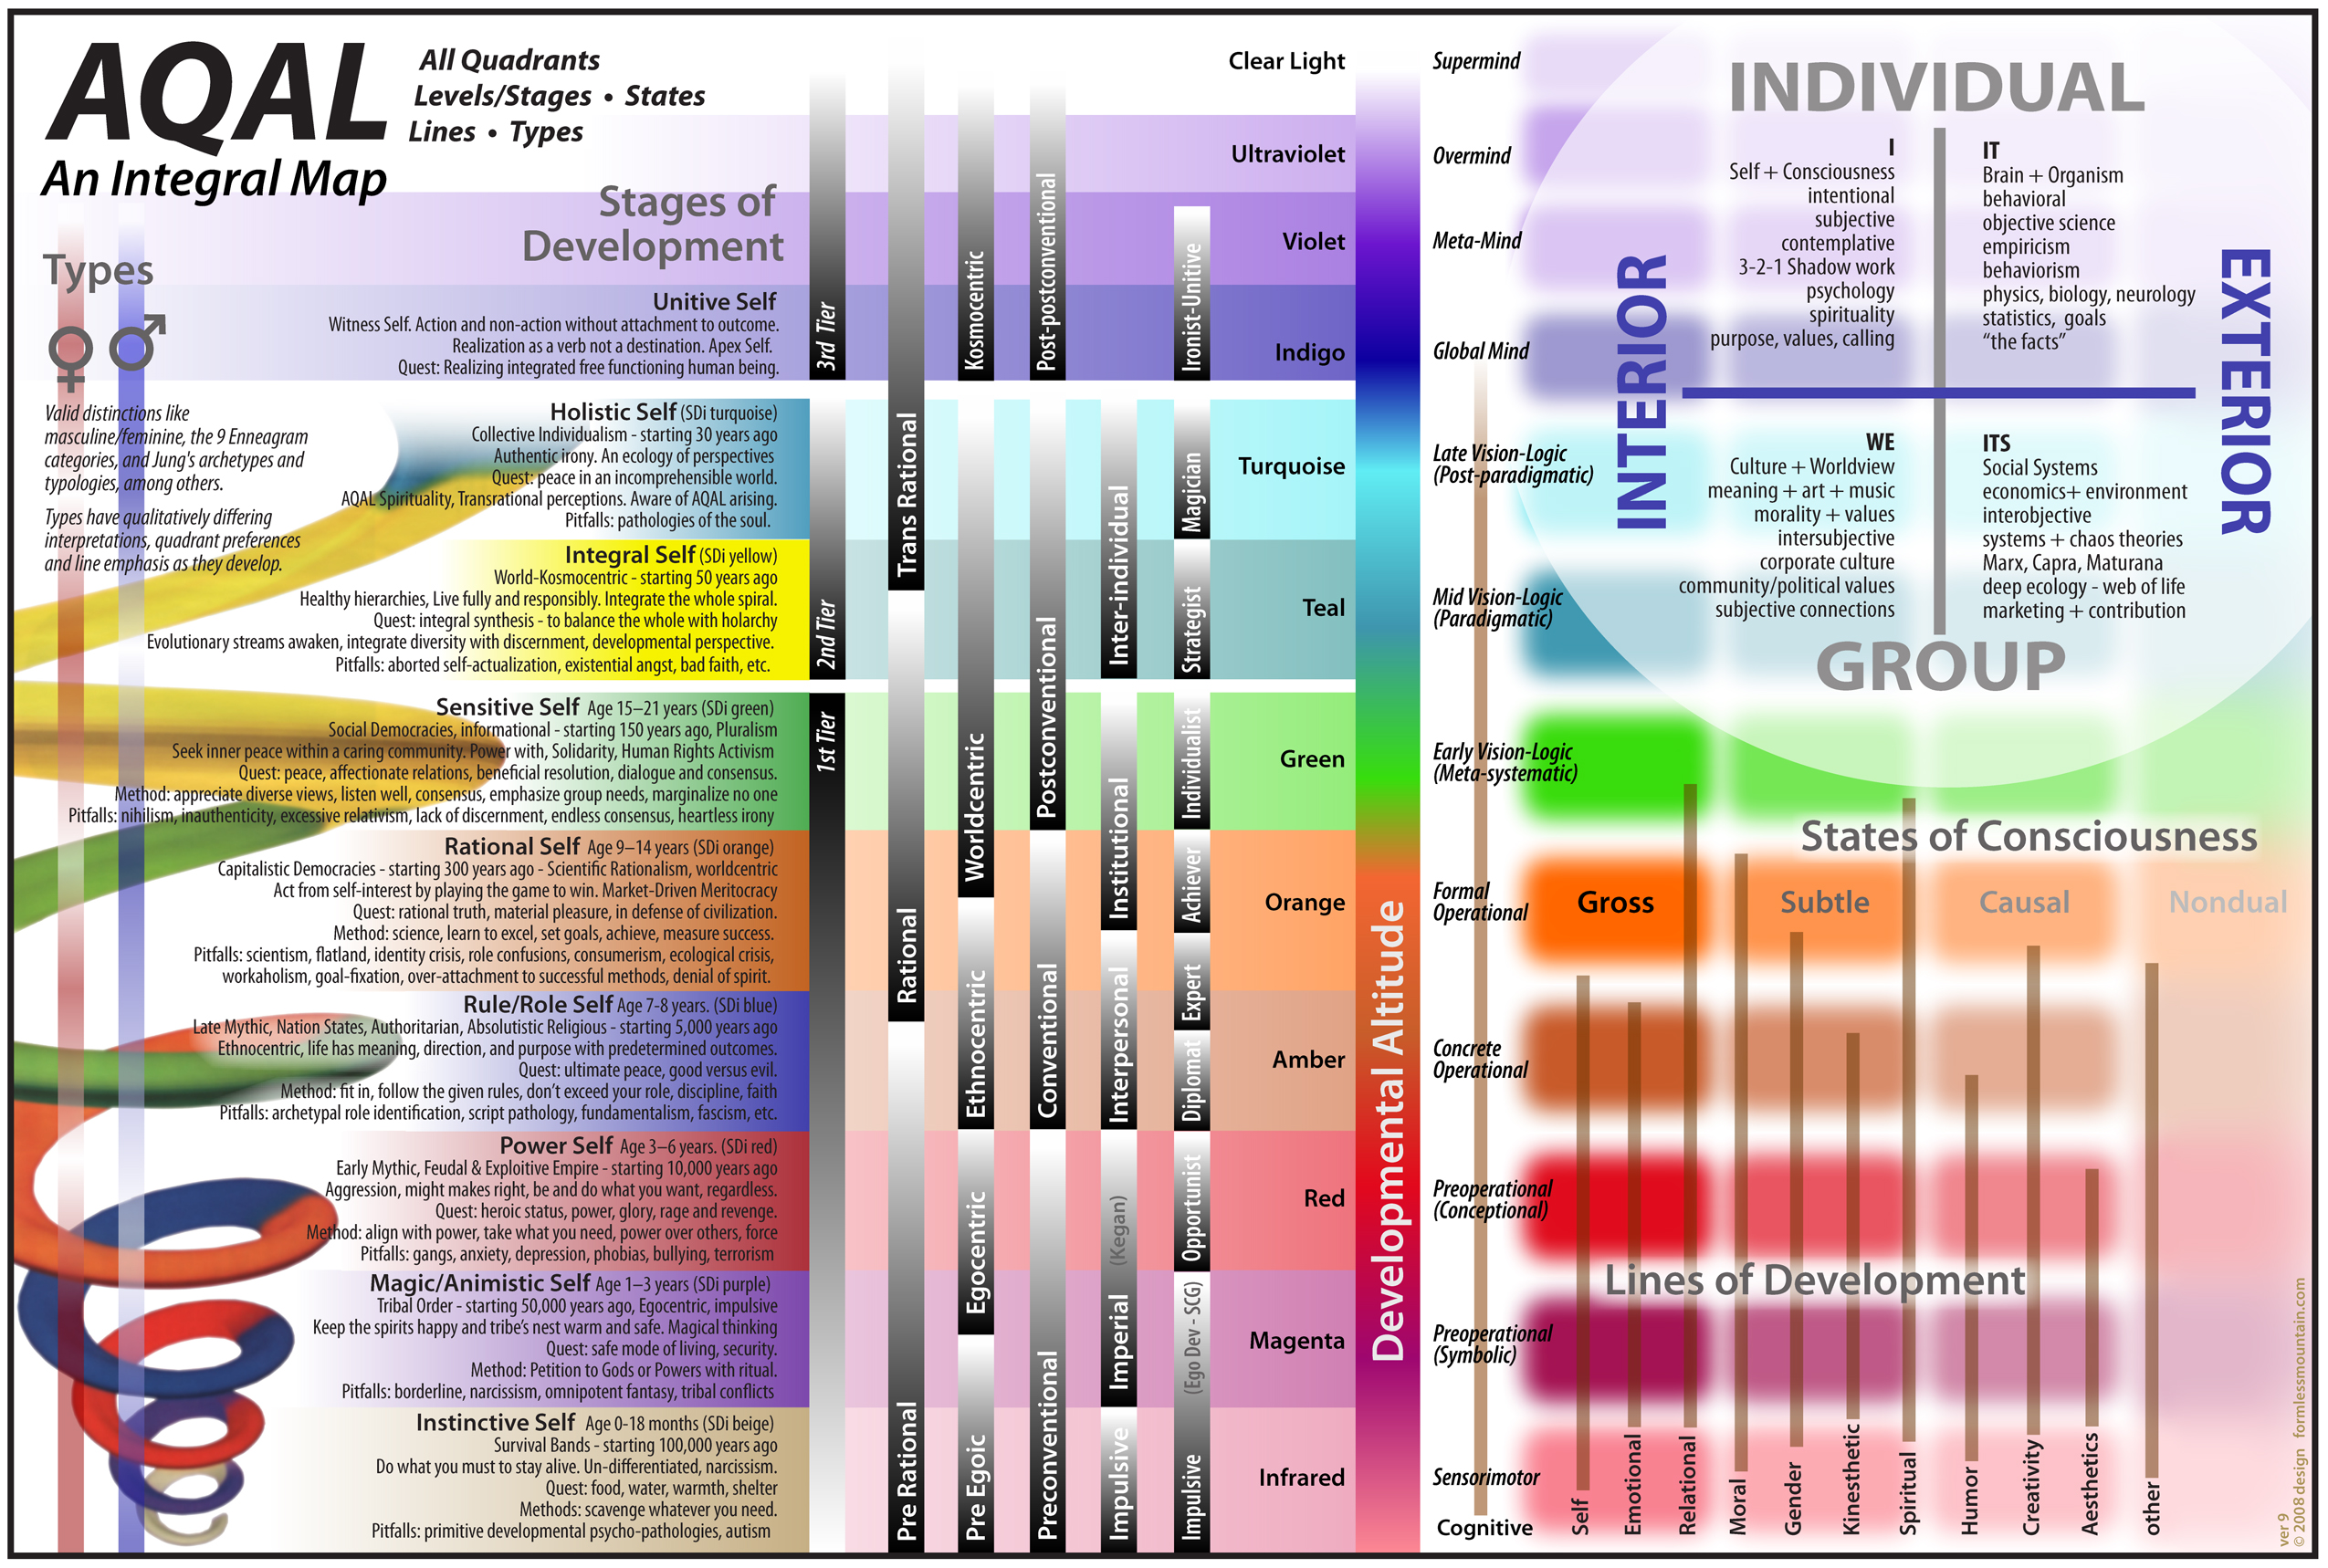 AQAL
An Integral Map
All Quadrants
Levels/Stages • States
Lines • Types
Types
Valid distinctions like
masculine/feminine, the 9 Enneagram
categories, and Jung's archetypes and
typologies, among others.
Types have qualitatively differing
interpretations, quadrant preferences
and line emphasis as they develop.
Stages of
Development
Unitive Self
Witness Self. Action and non-action without attachment to outcome.
Realization as a verb not a destination. Apex Self.
Quest: Realizing integrated free functioning human being.
Holistic Self (SDi turquoise)
Collective Individualism - starting 30 years ago
Authentic irony. An ecology of perspectives
Quest: peace in an incomprehensible world.
AQAL Spirituality, Transrational perceptions. Aware of AQAL arising.
Pitfalls: pathologies of the soul.
Integral Self (SDi yellow)
World-Kosmocentric - starting 50 years ago
Healthy hierarchies, Live fully and responsibly. Integrate the whole spiral.
Quest: integral synthesis - to balance the whole with holarchy
Evolutionary streams awaken, integrate diversity with discernment, developmental perspective.
Pitfalls: aborted self-actualization, existential angst, bad faith, etc.
Sensitive Self Age 15–21 years (SDi green)
Social Democracies, informational - starting 150 years ago, Pluralism
Seek inner peace within a caring community. Power with, Solidarity, Human Rights Activism
Quest: peace, affectionate relations, beneficial resolution, dialogue and consensus.
Method: appreciate diverse views, listen well, consensus, emphasize group needs, marginalize no one
Pitfalls: nihilism, inauthenticity, excessive relativism, lack of discernment, endless consensus, heartless irony
Rational Self Age 9–14 years (SDi orange)
Capitalistic Democracies - starting 300 years ago - Scientific Rationalism, worldcentric
Act from self-interest by playing the game to win. Market-Driven Meritocracy
Quest: rational truth, material pleasure, in defense of civilization.
Method: science, learn to excel, set goals, achieve, measure success.
Pitfalls: scientism, flatland, identity crisis, role confusions, consumerism, ecological crisis,
workaholism, goal-fixation, over-attachment to successful methods, denial of spirit.
Rule/Role Self Age 7-8 years. (SDi blue)
Late Mythic, Nation States, Authoritarian, Absolutistic Religious - starting 5,000 years ago
Ethnocentric, life has meaning, direction, and purpose with predetermined outcomes.
Quest: ultimate peace, good versus evil.
Method: fit in, follow the given rules, don't exceed your role, discipline, faith
Pitfalls: archetypal role identification, script pathology, fundamentalism, fascism, etc.
Power Self Age 3–6 years. (SDi red)
Early Mythic, Feudal & Exploitive Empire - starting 10,000 years ago
Aggression, might makes right, be and do what you want, regardless.
Quest: heroic status, power, glory, rage and revenge.
Method: align with power, take what you need, power over others, force
Pitfalls: gangs, anxiety, depression, phobias, bullying, terrorism
Magic/Animistic Self Age 1–3 years (SDi purple)
Tribal Order - starting 50,000 years ago, Egocentric, impulsive
Keep the spirits happy and tribe's nest warm and safe. Magical thinking
Quest: safe mode of living, security.
Method: Petition to Gods or Powers with ritual.
Pitfalls: borderline, narcissism, omnipotent fantasy, tribal conflicts
Instinctive Self Age 0-18 months (SDi beige)
Survival Bands - starting 100,000 years ago
Do what you must to stay alive. Un-differentiated, narcissism.
Quest: food, water, warmth, shelter
Methods: scavenge whatever you need.
Pitfalls: primitive developmental psycho-pathologies, autism
3rd Tier
2nd Tier
1st Tier
Trans Rational
Rational
Pre Rational
Kosmocentric
Worldcentric
Ethnocentric
Egocentric
Pre Egoic
Post-postconventional
Postconventional
Conventional
Preconventional
Inter-individual
Institutional
Interpersonal
(Kegan)
Imperial
Impulsive
Ironist-Unitive
Magician
Strategist
Individualist
Achiever
Expert
Diplomat
Opportunist
(Ego Dev - SCG)
Impulsive
Clear Light
Ultraviolet
Violet
Indigo
Turquoise
Teal
Green
Orange
Amber
Red
Magenta
Infrared
Developmental Altitude
Supermind
Overmind
Meta-Mind
Global Mind
Late Vision-Logic
(Post-paradigmatic)
Mid Vision-Logic
(Paradigmatic)
Early Vision-Logic
(Meta-systematic)
Formal
Operational
Concrete
Operational
Preoperational
(Conceptional)
Preoperational
(Symbolic)
Sensorimotor
Cognitive
INDIVIDUAL
INTERIOR
EXTERIOR
GROUP
I
Self + Consciousness
intentional
subjective
contemplative
3-2-1 Shadow work
psychology
spirituality
purpose, values, calling
IT
Brain + Organism
behavioral
objective science
empiricism
behaviorism
physics, biology, neurology
statistics, goals
“the facts”
WE
Culture + Worldview
meaning + art + music
morality + values
intersubjective
corporate culture
community/political values
subjective connections
ITS
Social Systems
economics+ environment
interobjective
systems + chaos theories
Marx, Capra, Maturana
deep ecology - web of life
marketing + contribution
States of Consciousness
Gross
Subtle
Causal
Nondual
Lines of Development
Self
Emotional
Relational
Moral
Gender
Kinesthetic
Spiritual
Humor
Creativity
Aesthetics
other
ver 9
© 2008 design formlessmountain.com